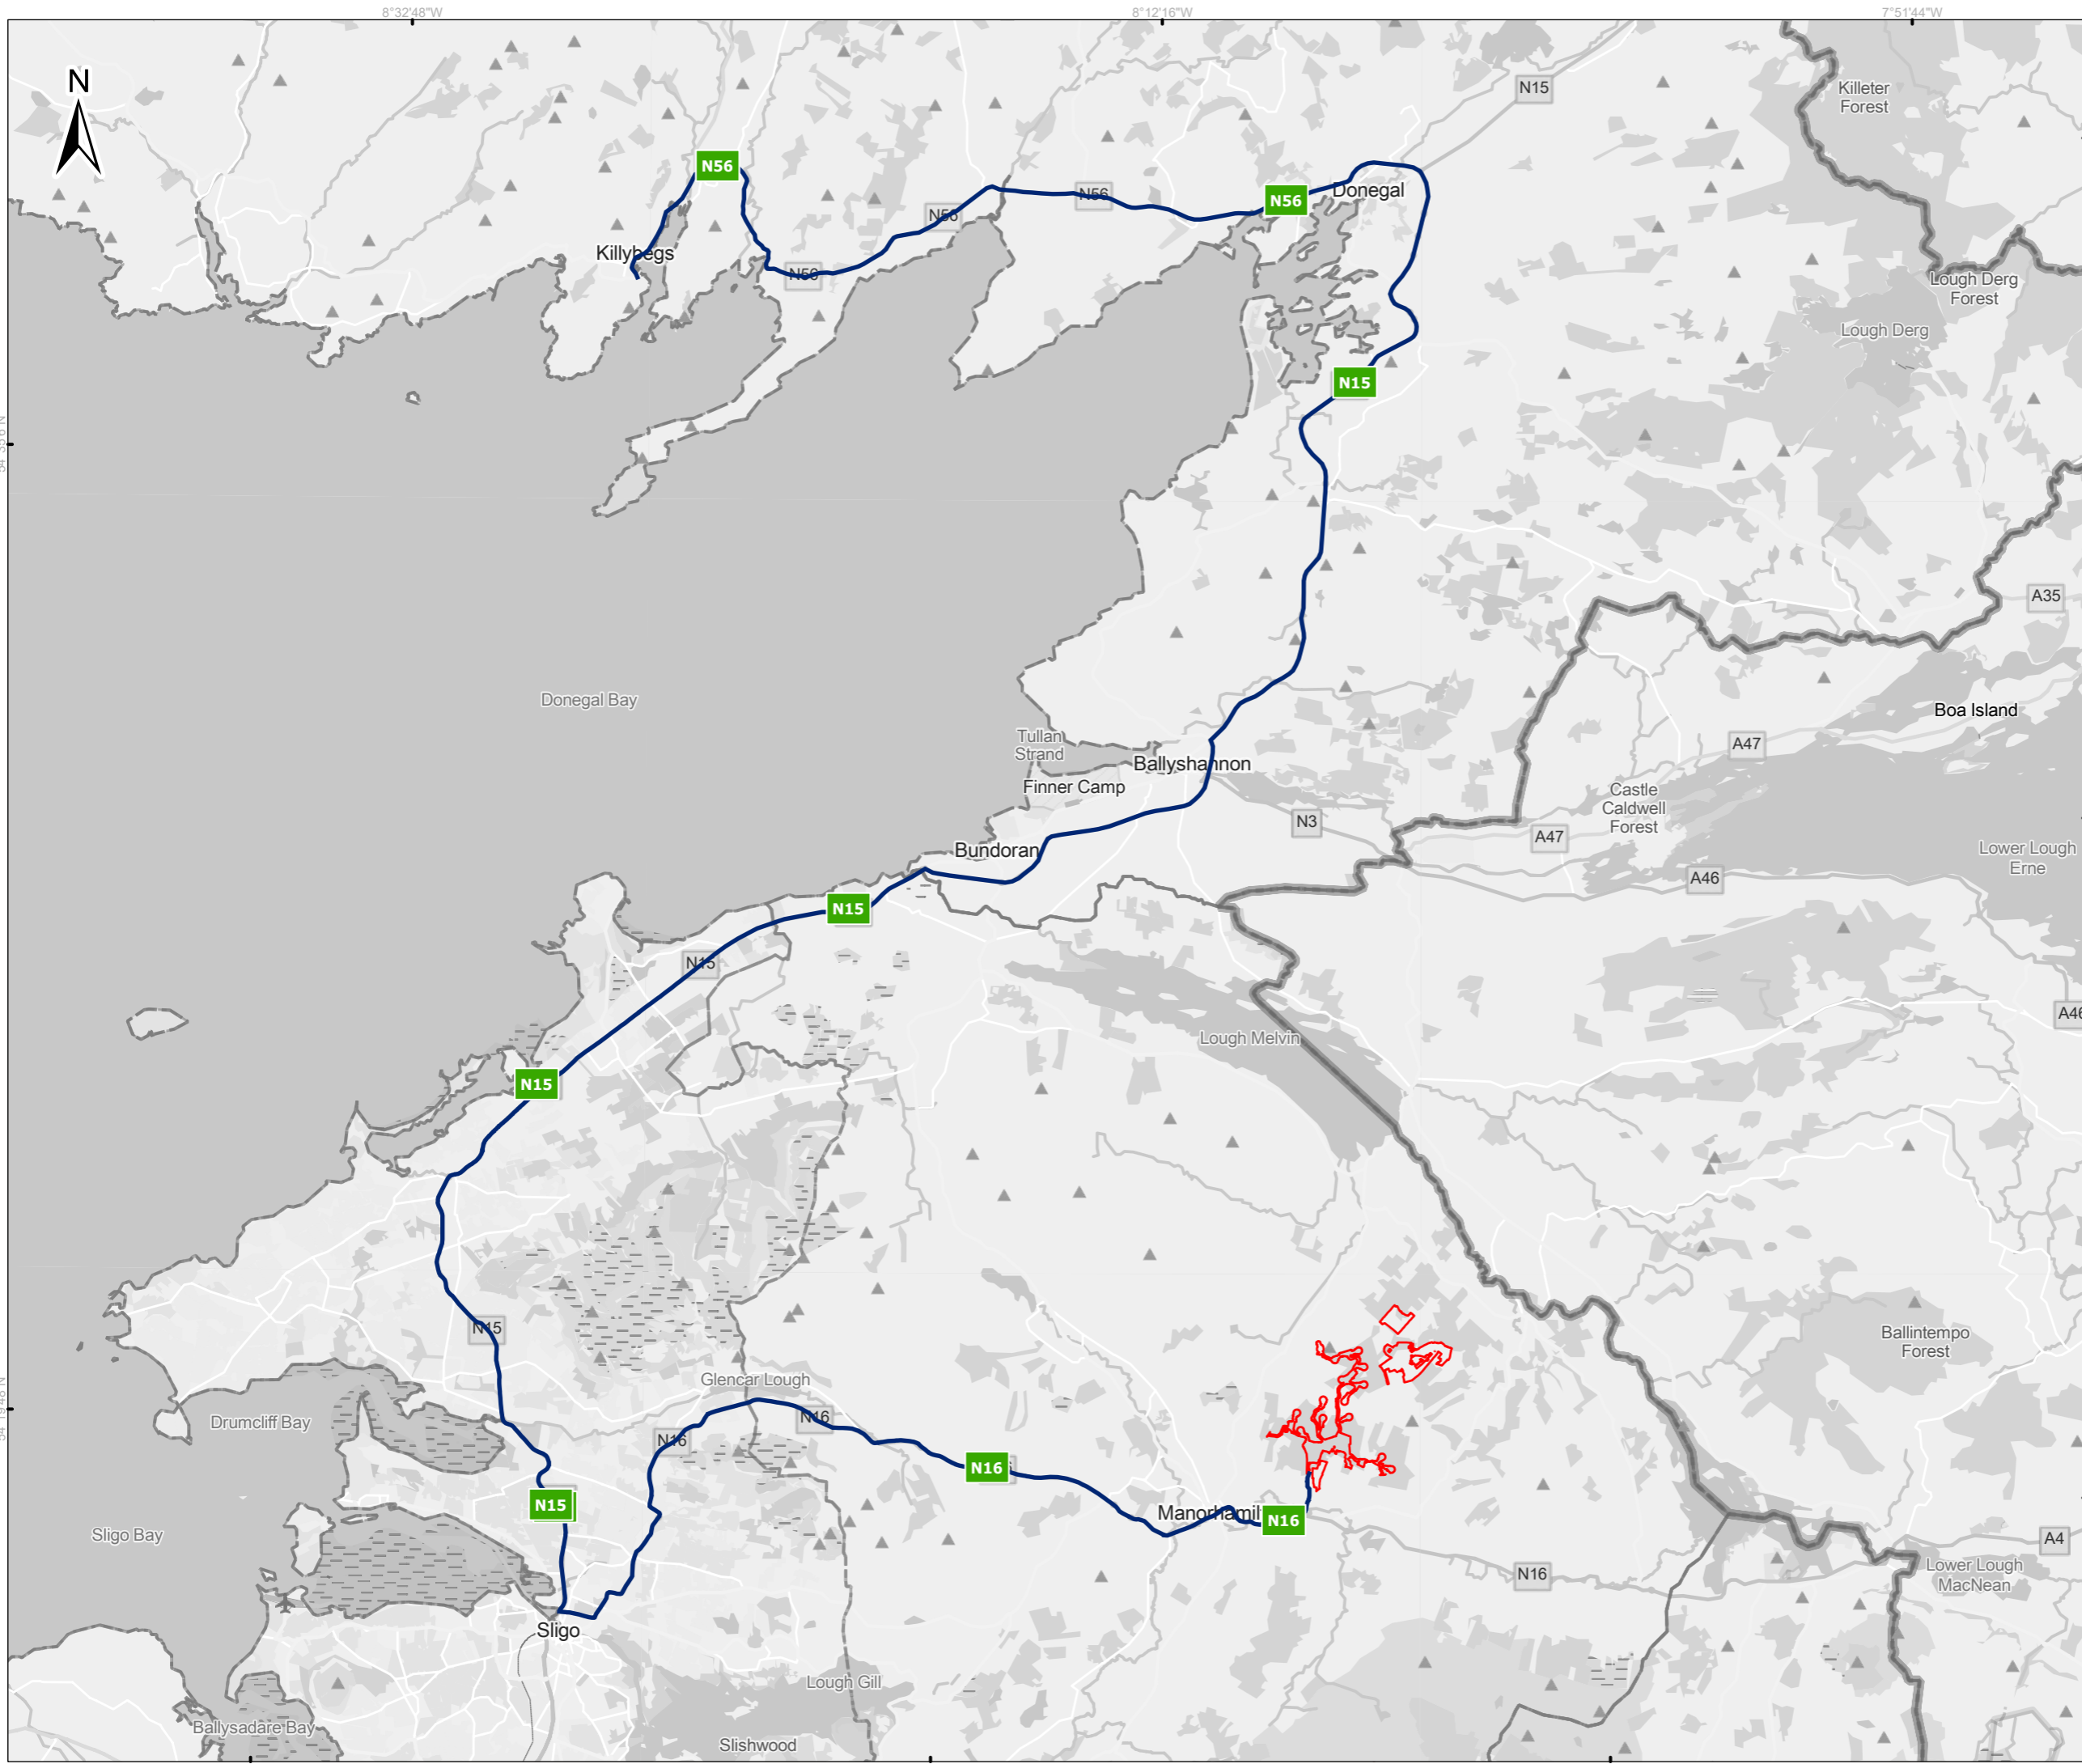 8°32'48"W
8°12'16"W
7°51'44"W
N
N15
Killeter
Forest
N56
N56
N56
N56
Donegal
Killybegs
N56
Lough Derg
Forest
Lough Derg
N15
A35
Donegal Bay
Boa Island
Tullan
Strand
A47
Ballyshannon
Finner Camp
Castle
Caldwell
Forest
N3
A47
Bundoran
Lower Lough
Erne
A46
N15
N15
A46
Lough Melvin
N15
N15
Ballintempo
Forest
Glencar Lough
Drumcliff Bay
N16
N16
N16
N15
Manorhamil
N16
Sligo Bay
A4
N16
Lower Lough
MacNean
Sligo
Lough Gill
Ballysadare Bay
Slishwood